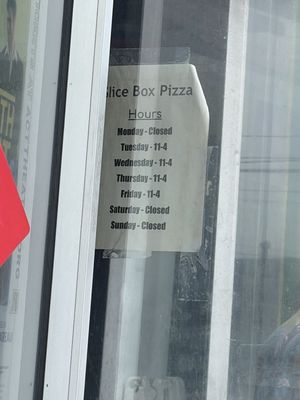 Slice Box Pizza
Hours
Monday - Closed
Tuesday - 11-4
Wednesday - 11-4
Thursday - 11-4
Friday - 11-4
Saturday - Closed
Sunday - Closed